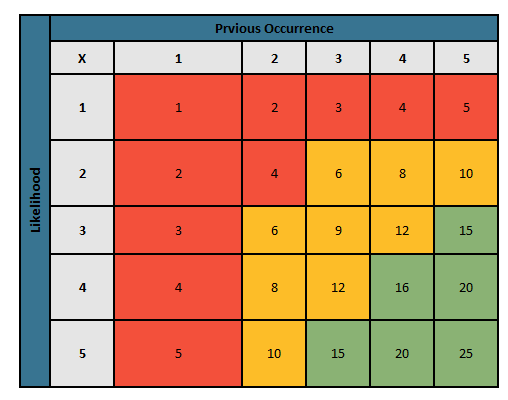 Prvious Occurrence
Likelihood
X 1 2 3 4 5
1 1 2 3 4 5
2 2 4 6 8 10
3 3 6 9 12 15
4 4 8 12 16 20
5 5 10 15 20 25